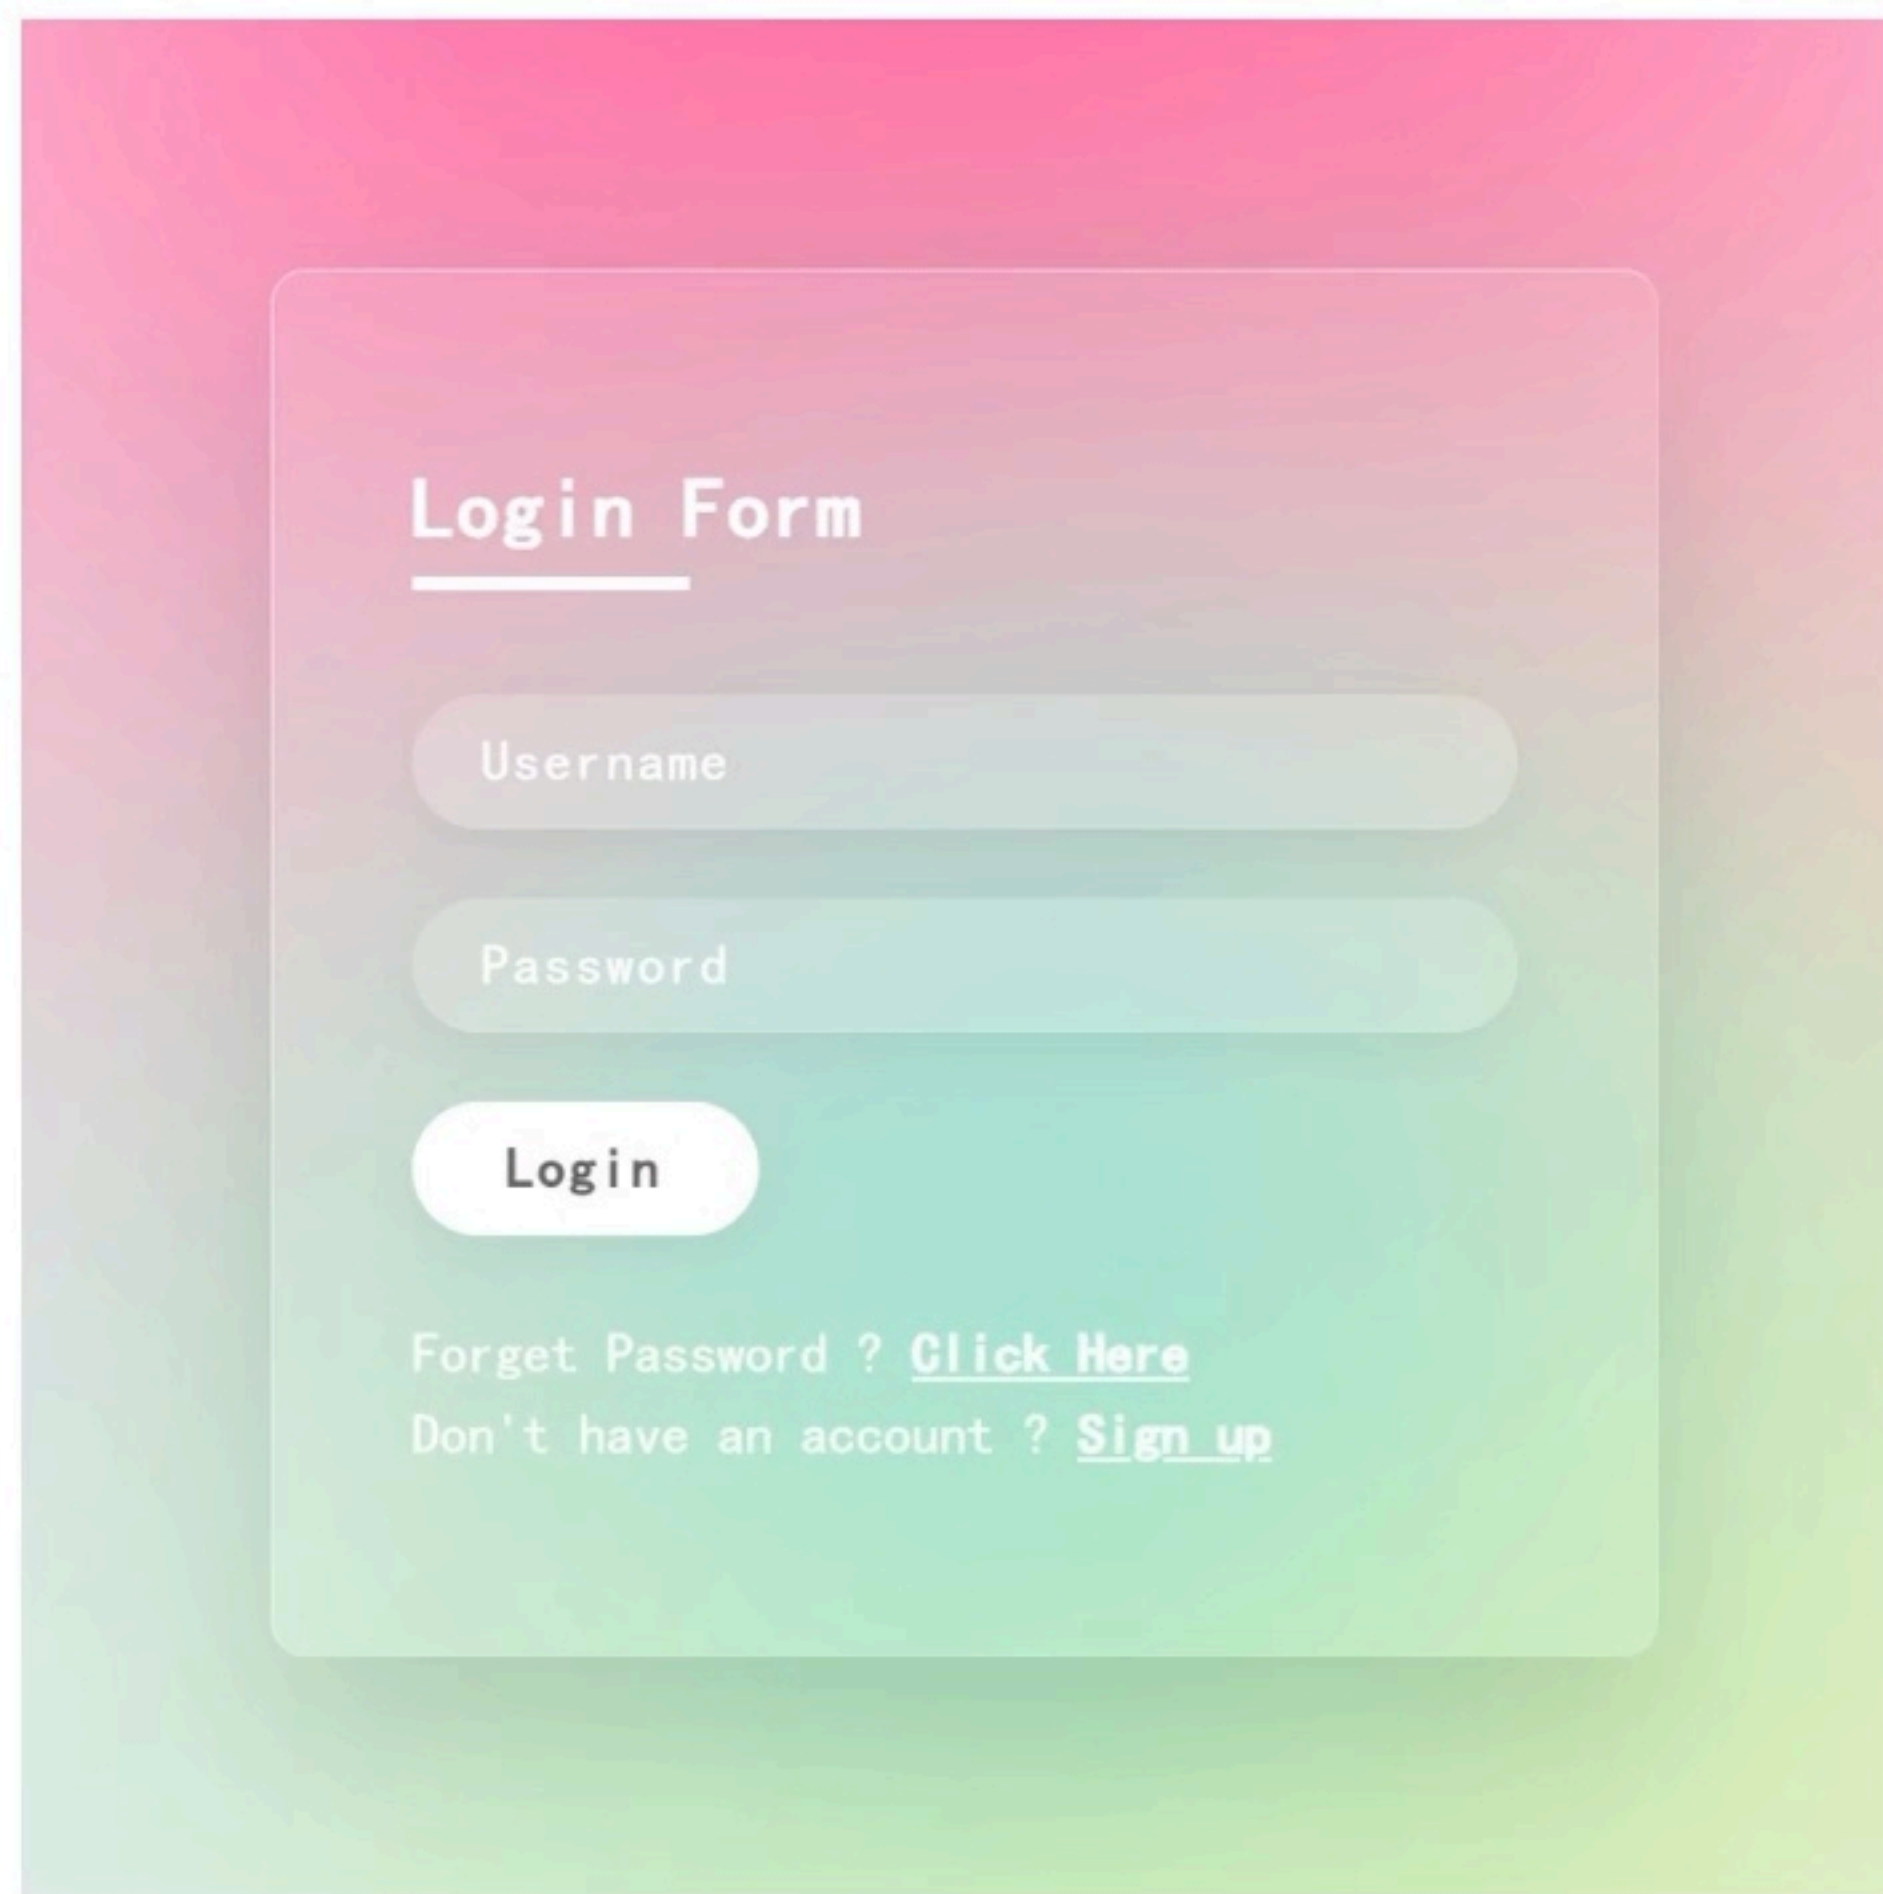 Login Form
Username
Password
Login
Forget Password ? Click Here
Don't have an account ? Sign up